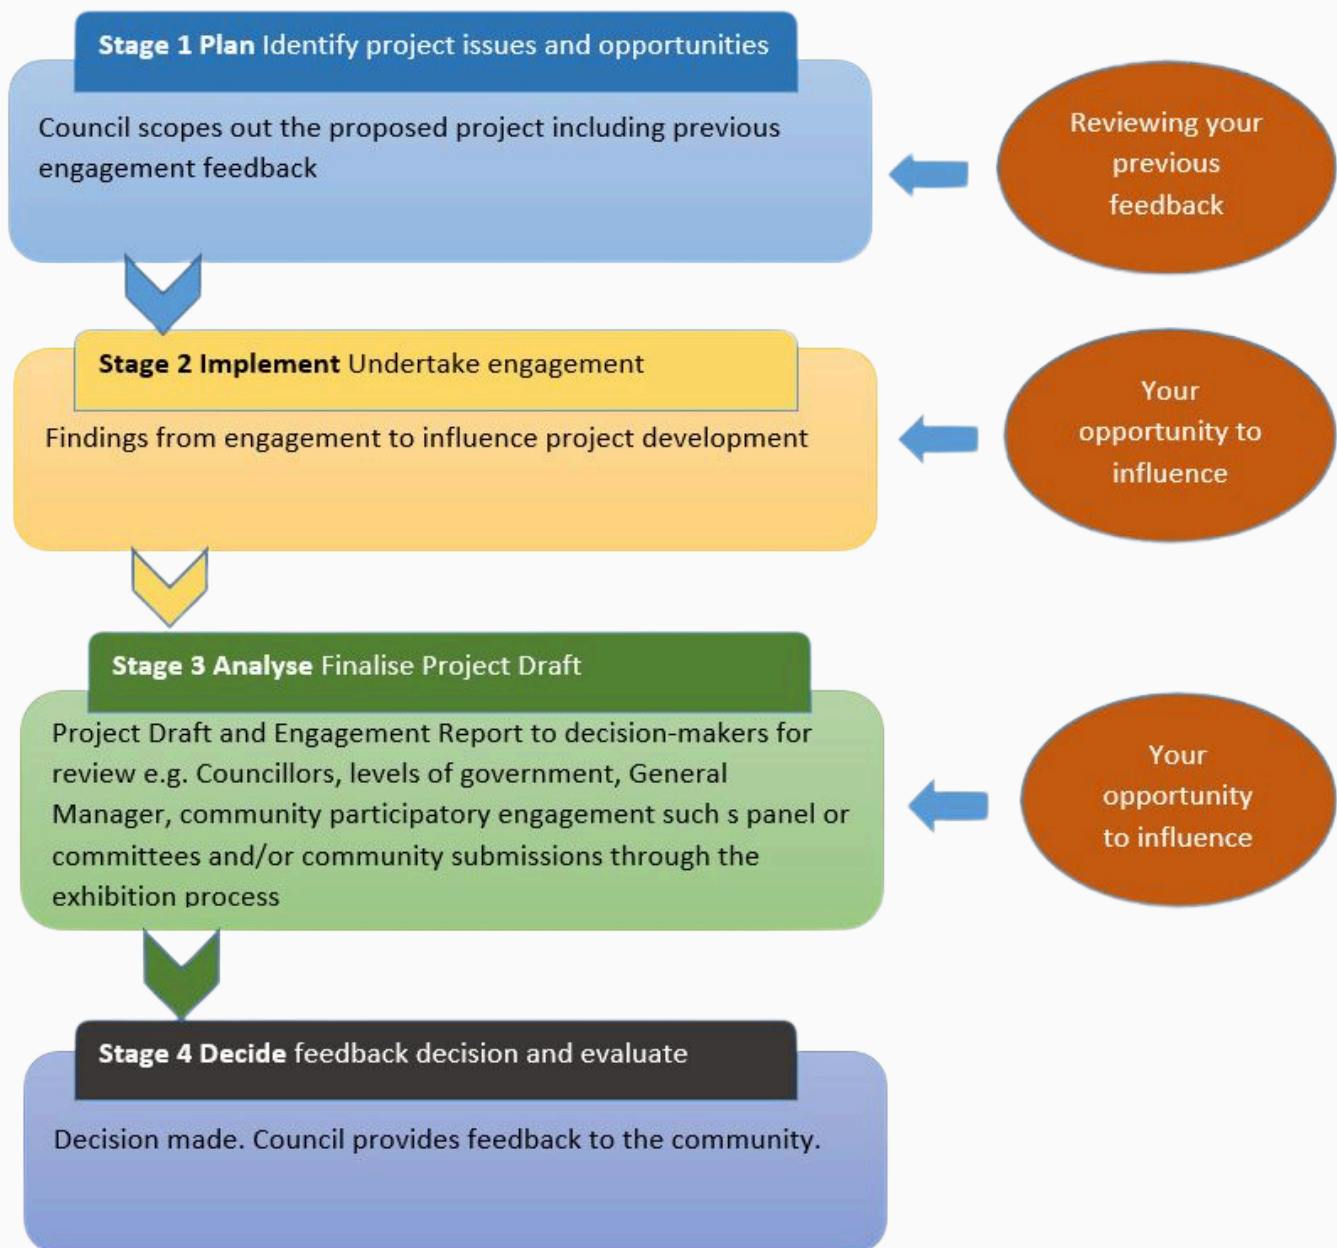 Stage 1 Plan Identify project issues and opportunities
Council scopes out the proposed project including previous
engagement feedback
Reviewing your
previous
feedback
Stage 2 Implement Undertake engagement
Findings from engagement to influence project development
Your
opportunity to
influence
Stage 3 Analyse Finalise Project Draft
Project Draft and Engagement Report to decision-makers for
review e.g. Councillors, levels of government, General
Manager, community participatory engagement such s panel or
committees and/or community submissions through the
exhibition process
Your
opportunity
to influence
Stage 4 Decide feedback decision and evaluate
Decision made. Council provides feedback to the community.